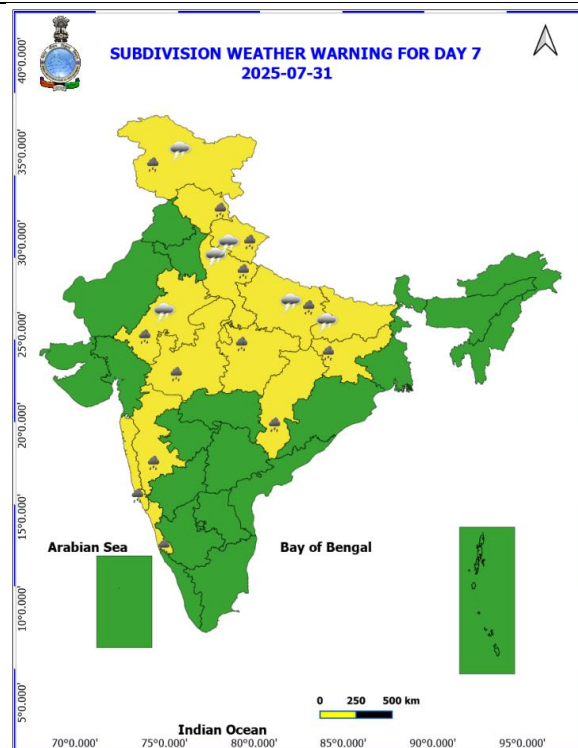 SUBDIVISION WEATHER WARNING FOR DAY 7
2025-07-31
40°0.000'
35°0.000'
30°0.000'
25°0.000'
20°0.000'
15°0.000'
10°0.000'
5°0.000'
Arabian Sea
Bay of Bengal
0 250 500 km
Indian Ocean
70°0.000' 75°0.000' 80°0.000' 85°0.000' 90°0.000' 95°0.000'